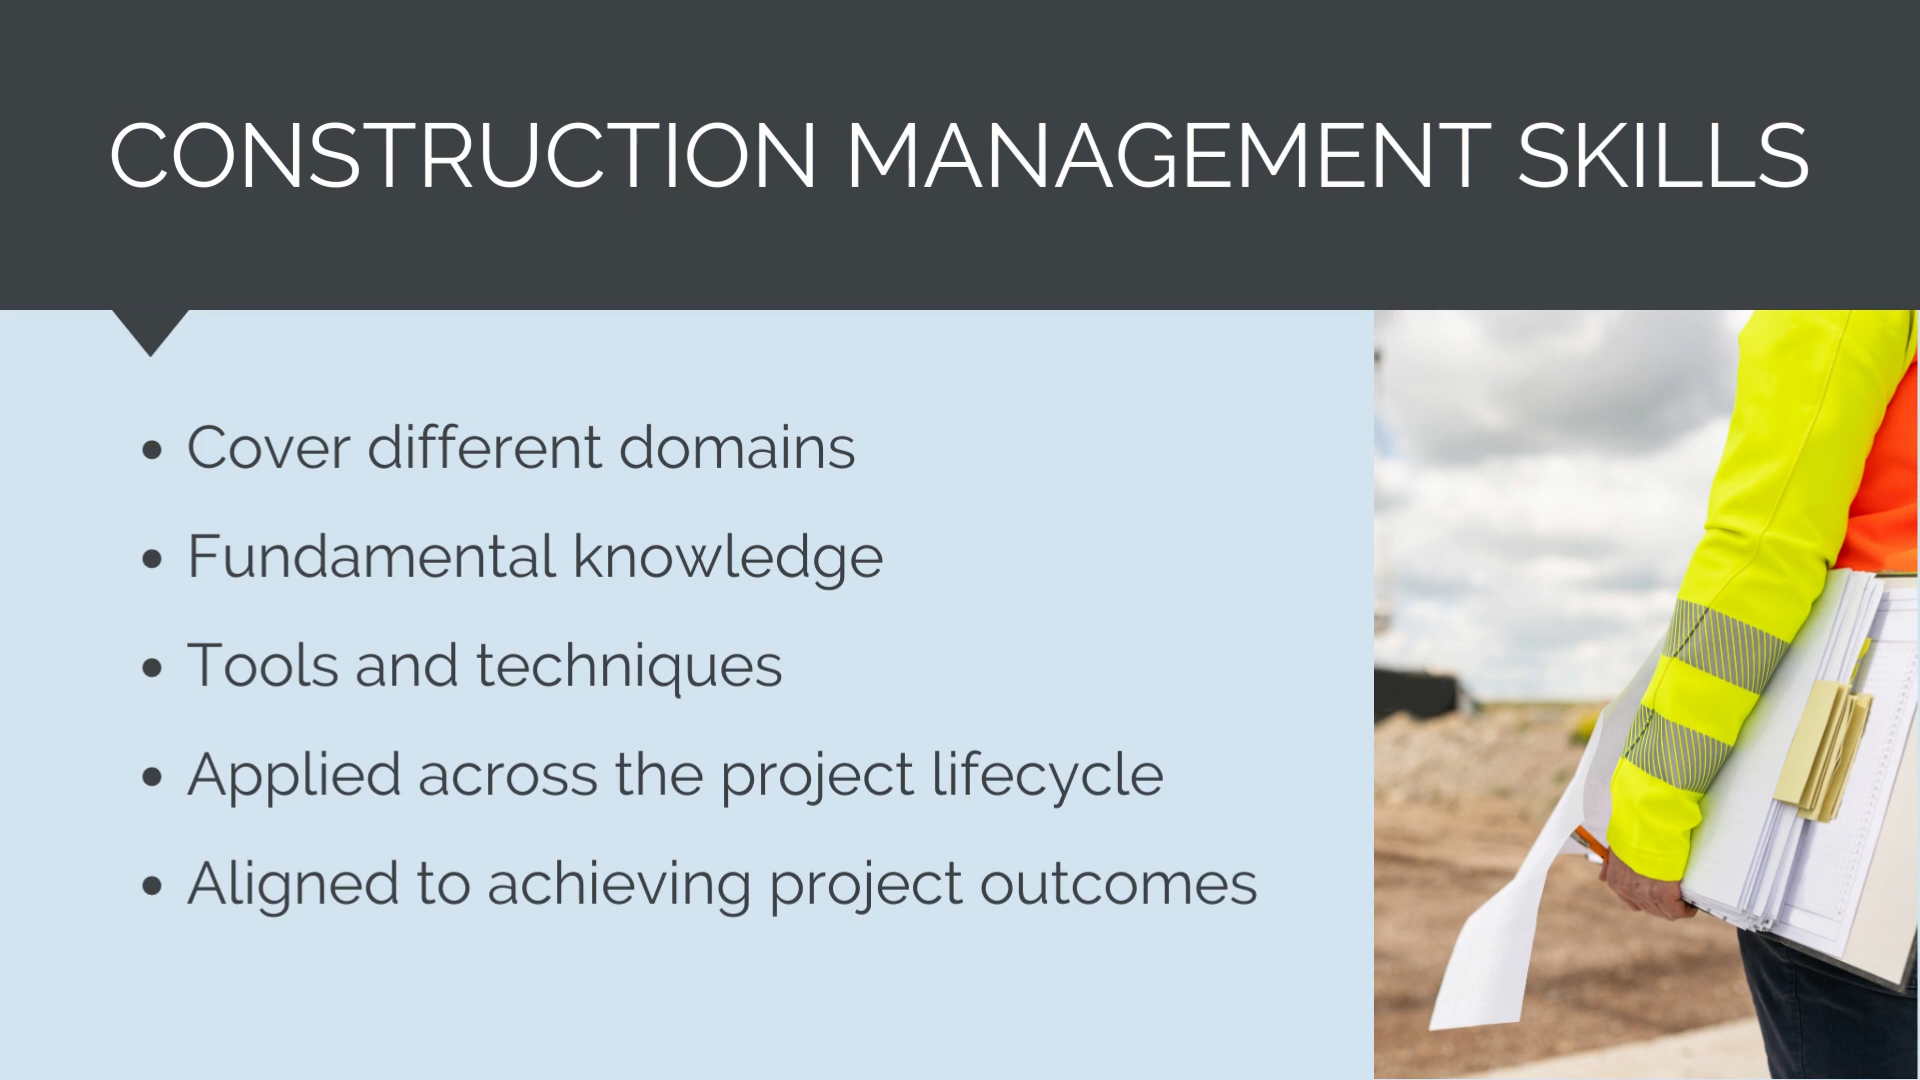 CONSTRUCTION MANAGEMENT SKILLS
Cover different domains
Fundamental knowledge
Tools and techniques
Applied across the project lifecycle
Aligned to achieving project outcomes